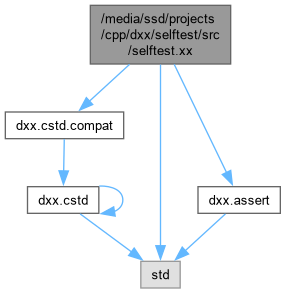 /media/ssd/projects
/cpp/dxx/selftest/src
/selftest.xx
dxx.cstd.compat
dxx.cstd
dxx.assert
std